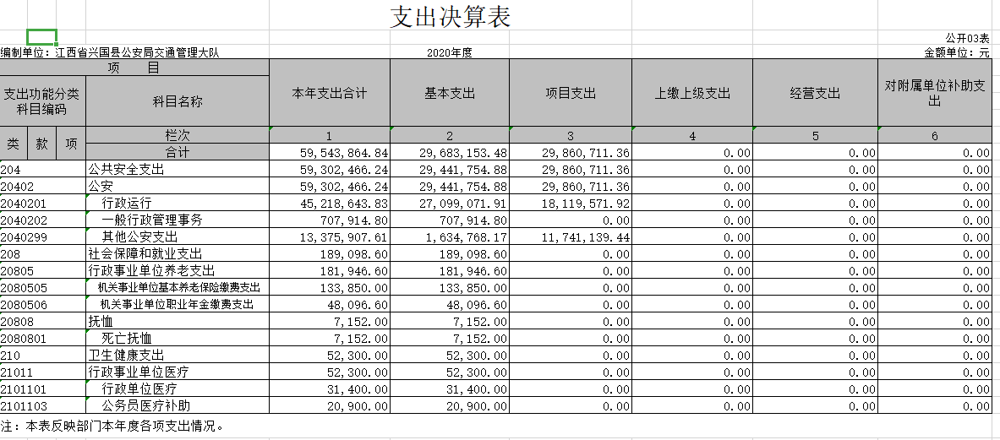 支出决算表
公开03表
编制单位：江西省兴国县公安局交通管理大队 2020年度 金额单位：元
项 目 本年支出合计 基本支出 项目支出 上缴上级支出 经营支出 对附属单位补助支出
支出功能分类科目编码 科目名称
类 款 项 栏次 1 2 3 4 5 6
合计 59,543,864.84 29,683,153.48 29,860,711.36 0.00 0.00 0.00
204 公共安全支出 59,302,466.24 29,441,754.88 29,860,711.36 0.00 0.00 0.00
20402 公安 59,302,466.24 29,441,754.88 29,860,711.36 0.00 0.00 0.00
2040201 行政运行 45,218,643.83 27,099,071.91 18,119,571.92 0.00 0.00 0.00
2040202 一般行政管理事务 707,914.80 707,914.80 0.00 0.00 0.00 0.00
2040299 其他公安支出 13,375,907.61 1,634,768.17 11,741,139.44 0.00 0.00 0.00
208 社会保障和就业支出 189,098.60 189,098.60 0.00 0.00 0.00 0.00
20805 行政事业单位养老支出 181,946.60 181,946.60 0.00 0.00 0.00 0.00
2080505 机关事业单位基本养老保险缴费支出 133,850.00 133,850.00 0.00 0.00 0.00 0.00
2080506 机关事业单位职业年金缴费支出 48,096.60 48,096.60 0.00 0.00 0.00 0.00
20808 抚恤 7,152.00 7,152.00 0.00 0.00 0.00 0.00
2080801 死亡抚恤 7,152.00 7,152.00 0.00 0.00 0.00 0.00
210 卫生健康支出 52,300.00 52,300.00 0.00 0.00 0.00 0.00
21011 行政事业单位医疗 52,300.00 52,300.00 0.00 0.00 0.00 0.00
2101101 行政单位医疗 31,400.00 31,400.00 0.00 0.00 0.00 0.00
2101103 公务员医疗补助 20,900.00 20,900.00 0.00 0.00 0.00 0.00
注：本表反映部门本年度各项支出情况。